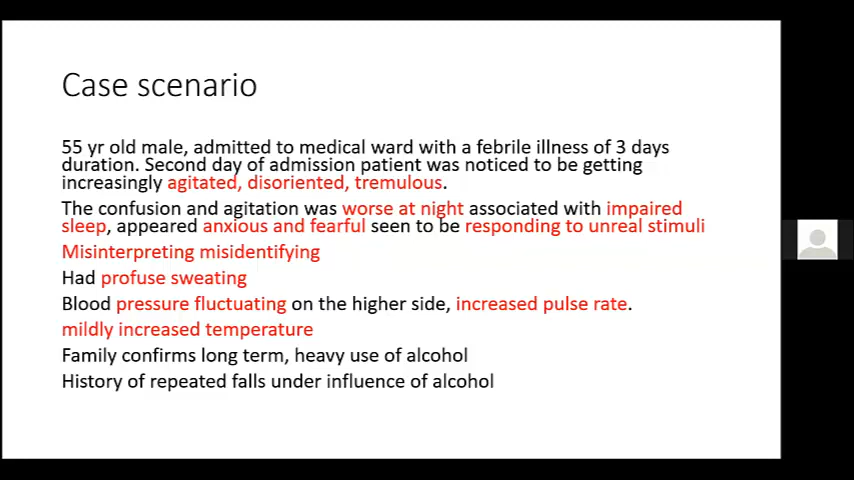 Case scenario
55 yr old male, admitted to medical ward with a febrile illness of 3 days
duration. Second day of admission patient was noticed to be getting
increasingly agitated, disoriented, tremulous.
The confusion and agitation was worse at night associated with impaired
sleep, appeared anxious and fearful seen to be responding to unreal stimuli
Misinterpreting misidentifying
Had profuse sweating
Blood pressure fluctuating on the higher side, increased pulse rate.
mildly increased temperature
Family confirms long term, heavy use of alcohol
History of repeated falls under influence of alcohol